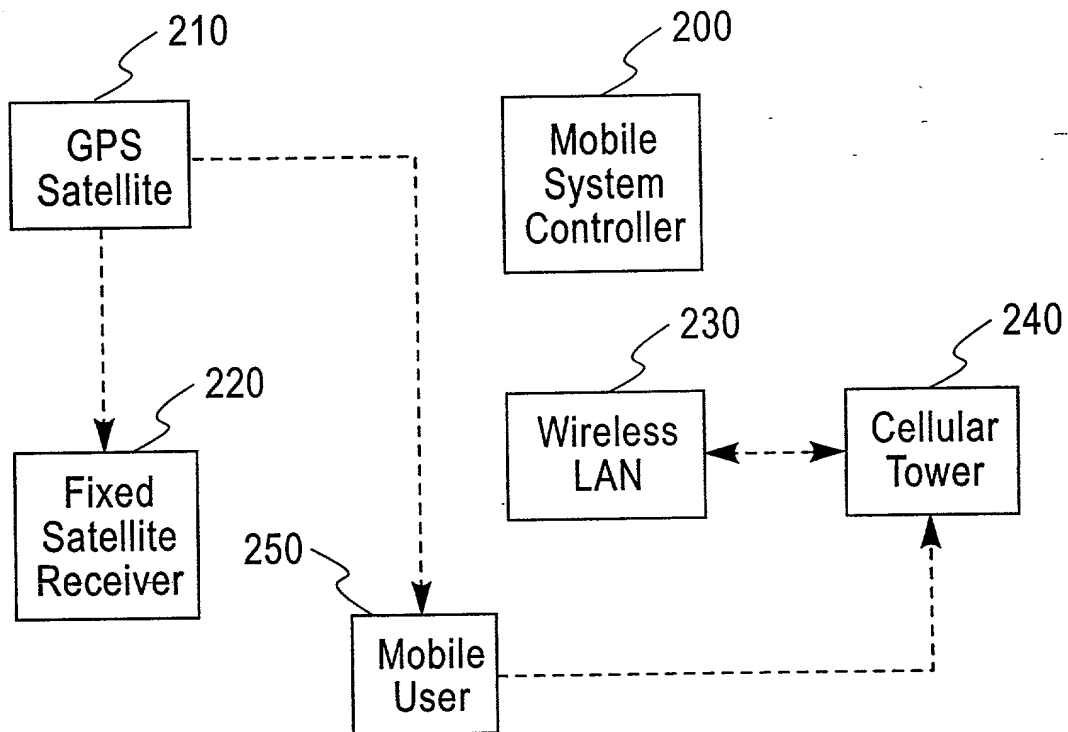 210
200
GPS
Satellite
Mobile
System
Controller
230
240
220
Wireless
LAN
Cellular
Tower
Fixed
Satellite
Receiver
250
Mobile
User